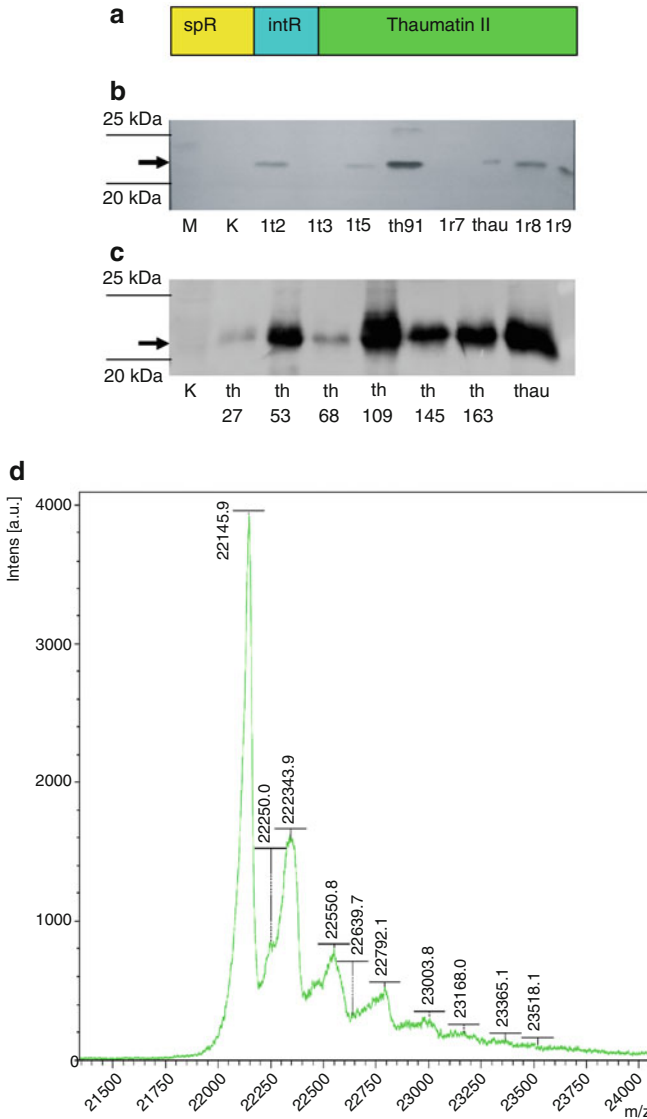 a
spR intR Thaumatin II
b
25 kDa
20 kDa
M K 1t2 1t3 1t5 th91 1r7 thau 1r8 1r9
c
25 kDa
20 kDa
K th th th th th th thau
27 53 68 109 145 163
d
Intens [a.u.]
4000
3000
2000
1000
0
22145.9
22250.0
222343.9
22550.8
22639.7
22792.1
23003.8
23168.0
23365.1
23518.1
21500 21750 22000 22250 22500 22750 23000 23250 23500 23750 24000
m/z